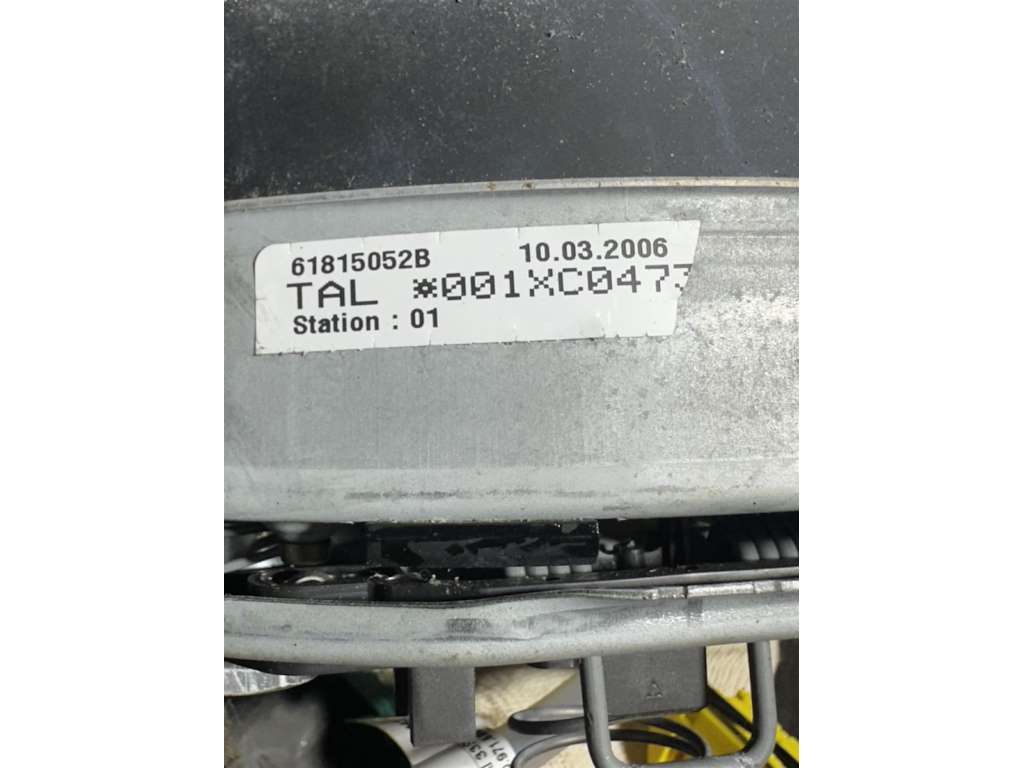 61815052B 10.03.2006
TAL *001XC0473
Station : 01